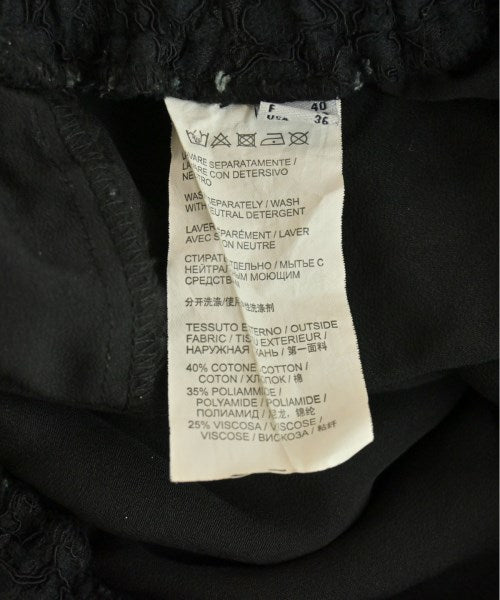 F 40
USA 36
LAVARE SEPARATAMENTE /
LAVARE CON DETERSIVO
NEUTRO
WASH SEPARATELY / WASH
WITH NEUTRAL DETERGENT
LAVER SÉPARÉMENT / LAVER
AVEC SAVON NEUTRE
СТИРАТЬ ОТДЕЛЬНО / МЫТЬЕ С
НЕЙТРАЛЬНЫМ МОЮЩИМ
СРЕДСТВОМ
分开洗涤/使用 性洗涤剂
TESSUTO ESTERNO / OUTSIDE
FABRIC / TISSU EXTERIEUR /
НАРУЖНАЯ ТКАНЬ / 第一面料
40% COTONE / COTTON /
COTON / ХЛОПОК / 棉
35% POLIAMMIDE /
POLYAMIDE / POLIAMIDE /
ПОЛИАМИД / 尼龙, 锦纶
25% VISCOSA / VISCOSE /
VISCOSE / ВИСКОЗА / 粘纤